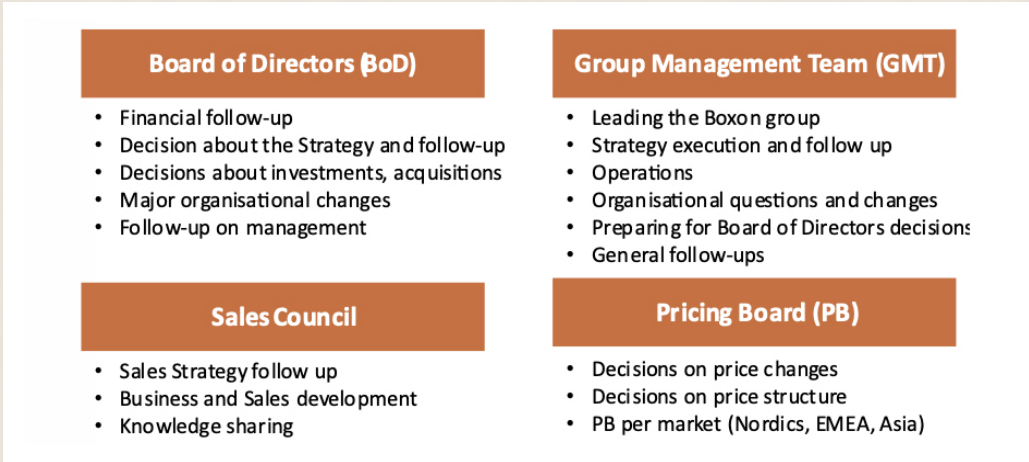 Board of Directors (BoD)
• Financial follow-up
• Decision about the Strategy and follow-up
• Decisions about investments, acquisitions
• Major organisational changes
• Follow-up on management
Group Management Team (GMT)
• Leading the Boxon group
• Strategy execution and follow up
• Operations
• Organisational questions and changes
• Preparing for Board of Directors decisions
• General follow-ups
Sales Council
• Sales Strategy follow up
• Business and Sales development
• Knowledge sharing
Pricing Board (PB)
• Decisions on price changes
• Decisions on price structure
• PB per market (Nordics, EMEA, Asia)